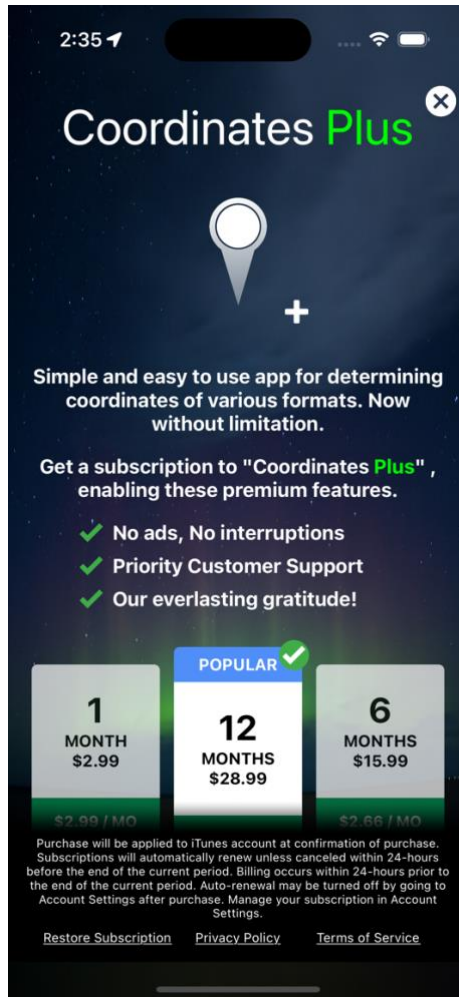 2:35
Coordinates Plus
Simple and easy to use app for determining
coordinates of various formats. Now
without limitation.
Get a subscription to "Coordinates Plus" ,
enabling these premium features.
No ads, No interruptions
Priority Customer Support
Our everlasting gratitude!
POPULAR
1
MONTH
$2.99
$2.99 / MO
12
MONTHS
$28.99
6
MONTHS
$15.99
$2.66 / MO
Purchase will be applied to iTunes account at confirmation of purchase.
Subscriptions will automatically renew unless canceled within 24-hours
before the end of the current period. Billing occurs within 24-hours prior to
the end of the current period. Auto-renewal may be turned off by going to
Account Settings after purchase. Manage your subscription in Account
Settings.
Restore Subscription Privacy Policy Terms of Service